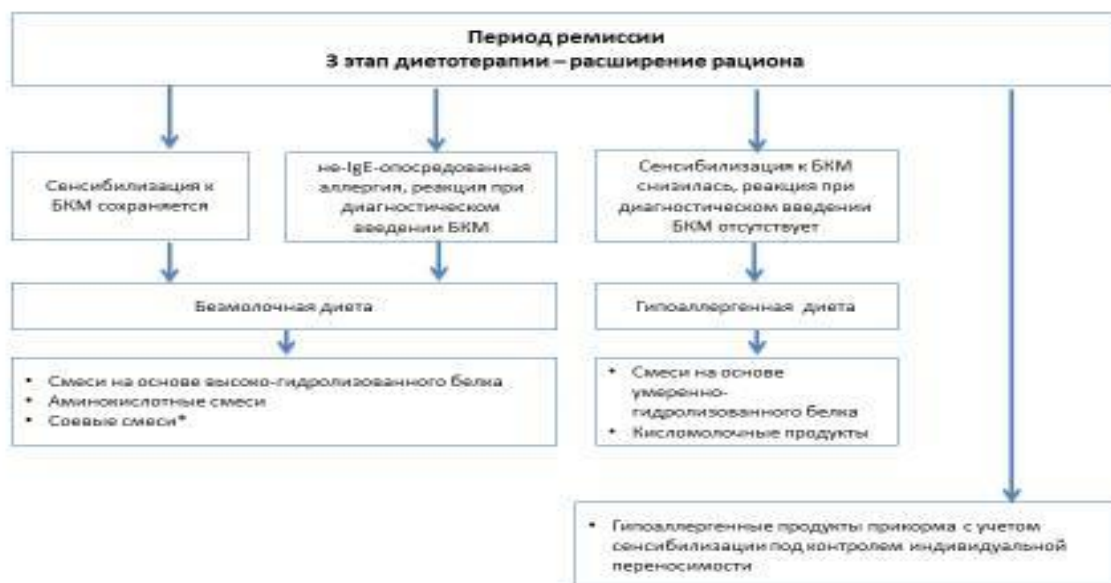 Период ремиссии
3 этап диетотерапии – расширение рациона
Сенсибилизация к
БКМ сохраняется
не-IgE-опосредованная
аллергия, реакция при
диагностическом
введении БКМ
Сенсибилизация к БКМ
снизилась, реакция при
диагностическом введении
БКМ отсутствует
Безмолочная диета
Гипоаллергенная диета
• Смеси на основе высоко-гидролизованного белка
• Аминокислотные смеси
• Соевые смеси*
• Смеси на основе
умеренно-
гидролизованного белка
• Кисломолочные продукты
• Гипоаллергенные продукты прикорма с учетом
сенсибилизации под контролем индивидуальной
переносимости